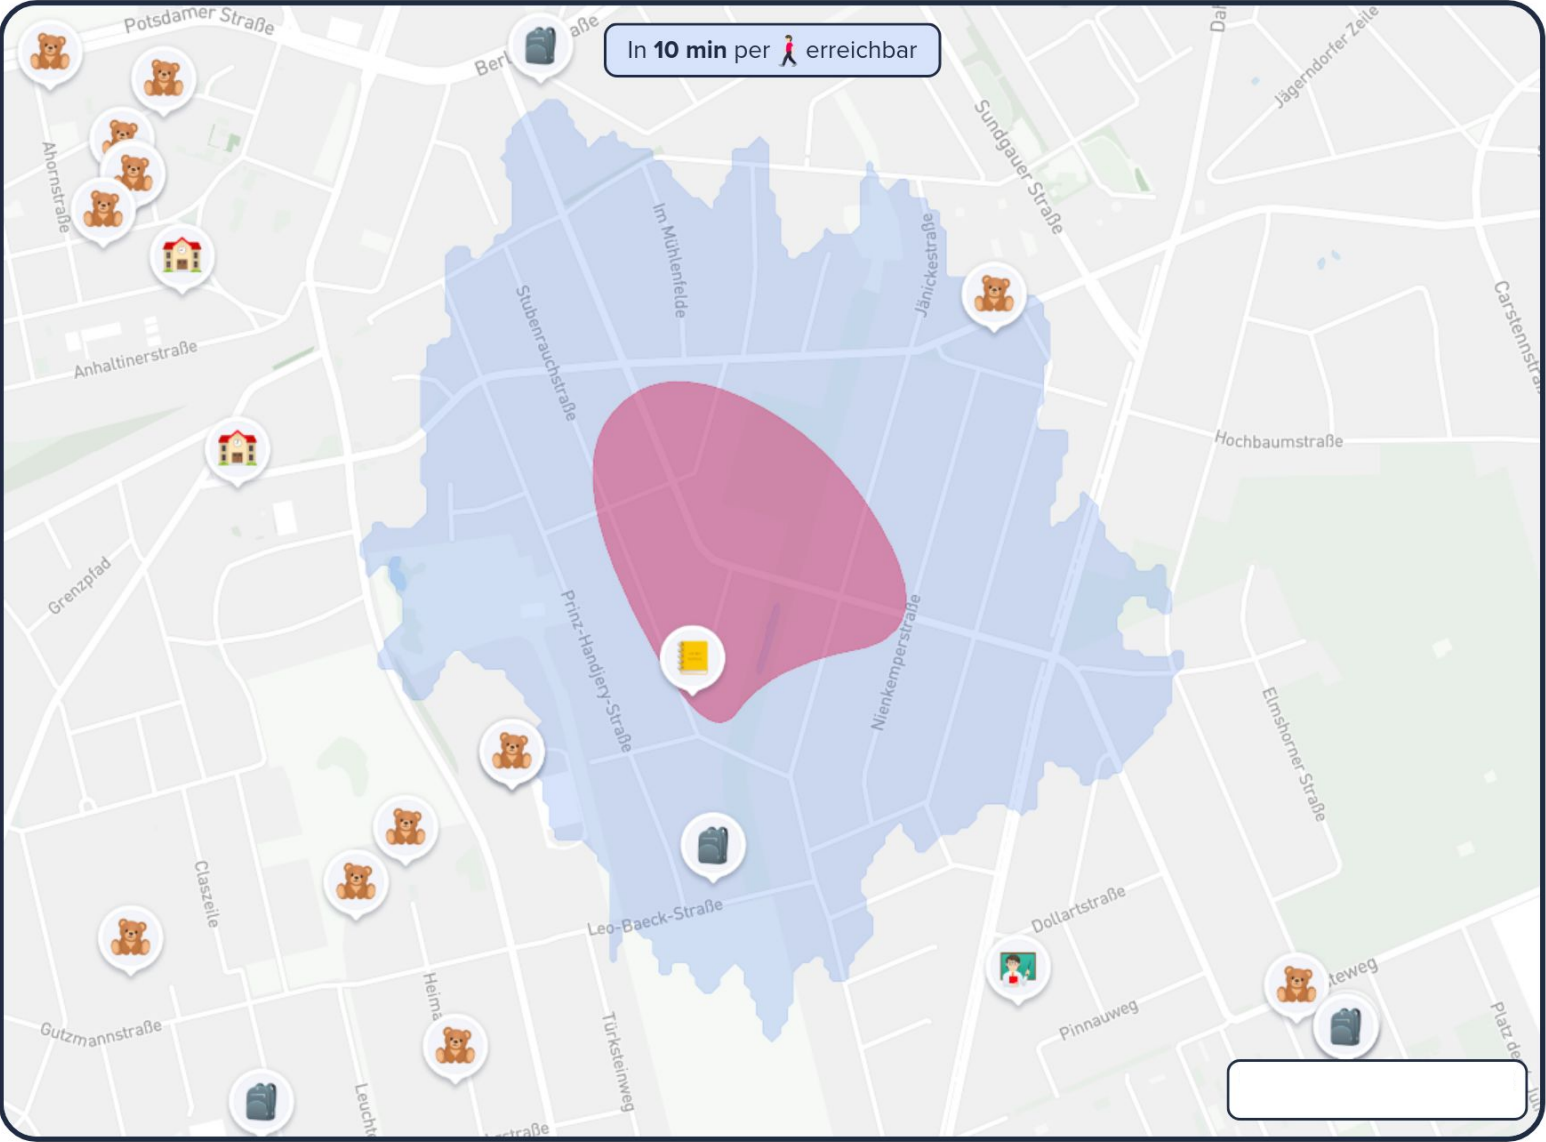 Potsdamer Straße
In 10 min per erreichbar
Jägerndorfer Zeile
Sundgauer Straße
Ahornstraße
Im Mühlenfelde
Jänickestraße
Stubenrauchstraße
Anhaltinerstraße
Hochbaumstraße
Grenzpfad
Prinz-Handjery-Straße
Nienkemperstraße
Elmshorner Straße
Claszeile
Leo-Baeck-Straße
Dollartstraße
Gutzmannstraße
Türksteinweg
Pinnauweg